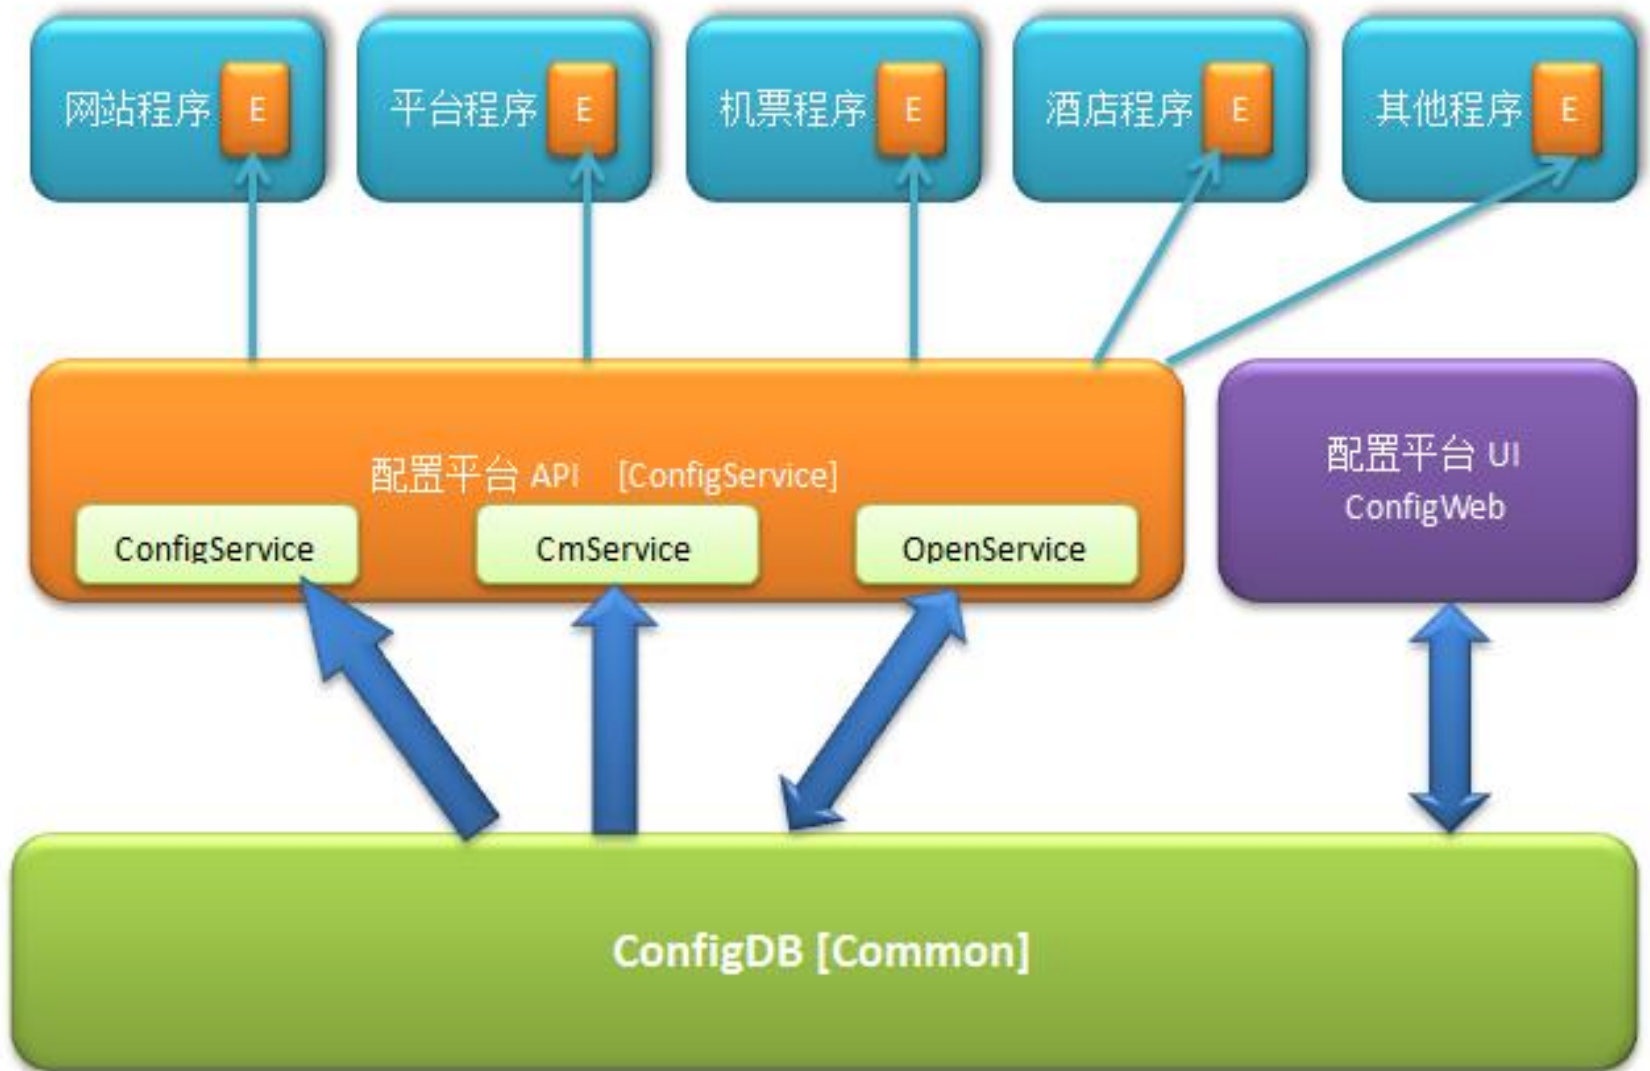 网站程序 E
平台程序 E
机票程序 E
酒店程序 E
其他程序 E
配置平台 API [ConfigService]
ConfigService
CmService
OpenService
配置平台 UI
ConfigWeb
ConfigDB [Common]